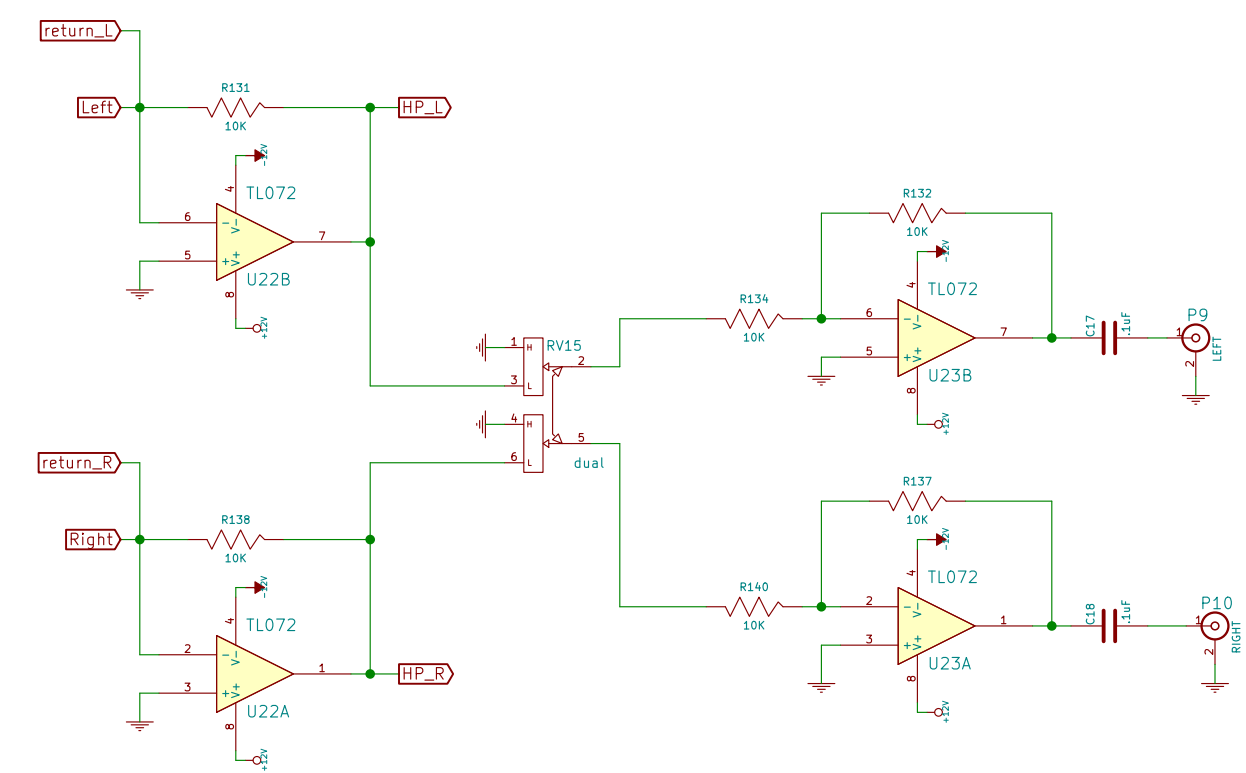 return_L
Left
R131
10K
HP_L
-12V
4
TL072
6
-
V-
7
5
+
V+
U22B
8
+12V
R132
10K
-12V
4
TL072
R134
10K
6
-
V-
7
5
+
V+
U23B
8
+12V
C17
.1uF
P9
1
LEFT
2
1
H
RV15
2
3
L
4
H
5
6
L
dual
return_R
Right
R138
10K
-12V
4
TL072
2
-
V-
1
HP_R
3
+
V+
U22A
8
+12V
R137
10K
-12V
4
TL072
R140
10K
2
-
V-
1
3
+
V+
U23A
8
+12V
C18
.1uF
P10
1
RIGHT
2